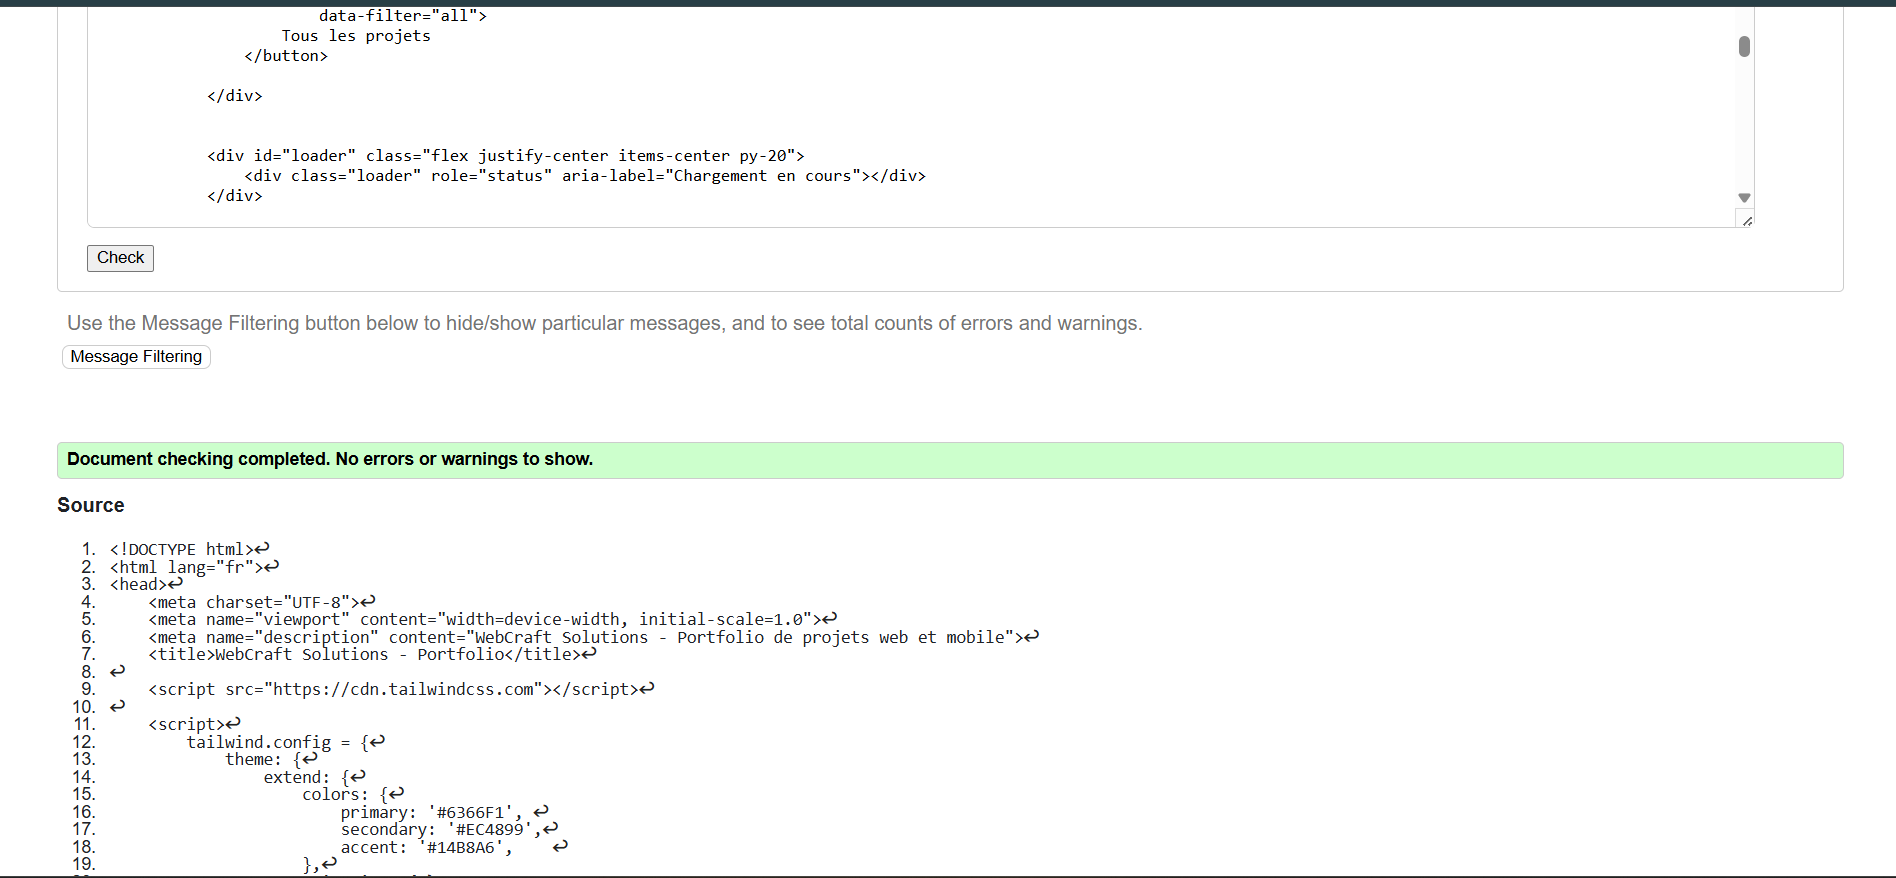 data-filter="all">
Tous les projets
</button>
</div>
<div id="loader" class="flex justify-center items-center py-20">
<div class="loader" role="status" aria-label="Chargement en cours"></div>
</div>
Check
Use the Message Filtering button below to hide/show particular messages, and to see total counts of errors and warnings.
Message Filtering
Document checking completed. No errors or warnings to show.
Source
1. <!DOCTYPE html>↩
2. <html lang="fr">↩
3. <head>↩
4. <meta charset="UTF-8">↩
5. <meta name="viewport" content="width=device-width, initial-scale=1.0">↩
6. <meta name="description" content="WebCraft Solutions - Portfolio de projets web et mobile">↩
7. <title>WebCraft Solutions - Portfolio</title>↩
8. ↩
9. <script src="https://cdn.tailwindcss.com"></script>↩
10. ↩
11. <script>↩
12. tailwind.config = {↩
13. theme: {↩
14. extend: {↩
15. colors: {↩
16. primary: '#6366F1', ↩
17. secondary: '#EC4899',↩
18. accent: '#14B8A6', ↩
19. },↩